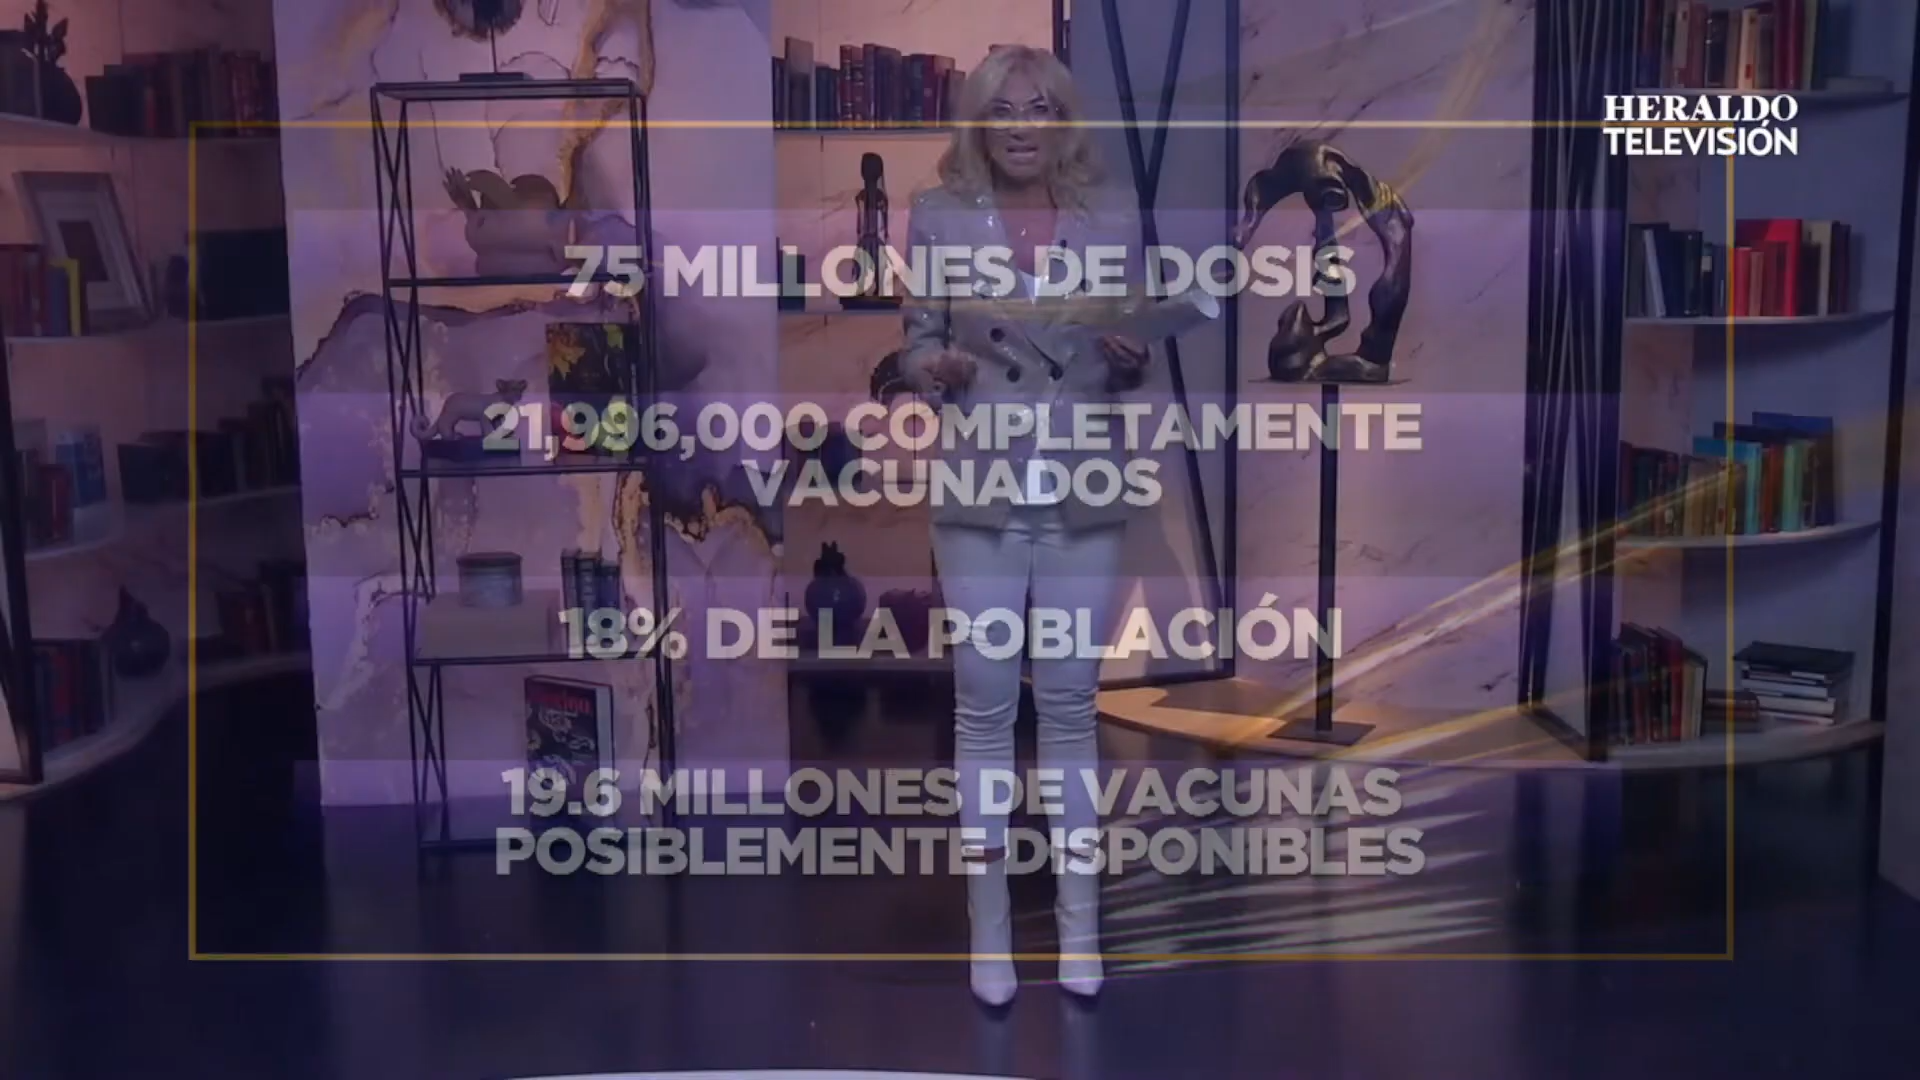 HERALDO
TELEVISIÓN
75 MILLONES DE DOSIS
21,996,000 COMPLETAMENTE
VACUNADOS
18% DE LA POBLACIÓN
19.6 MILLONES DE VACUNAS
POSIBLEMENTE DISPONIBLES